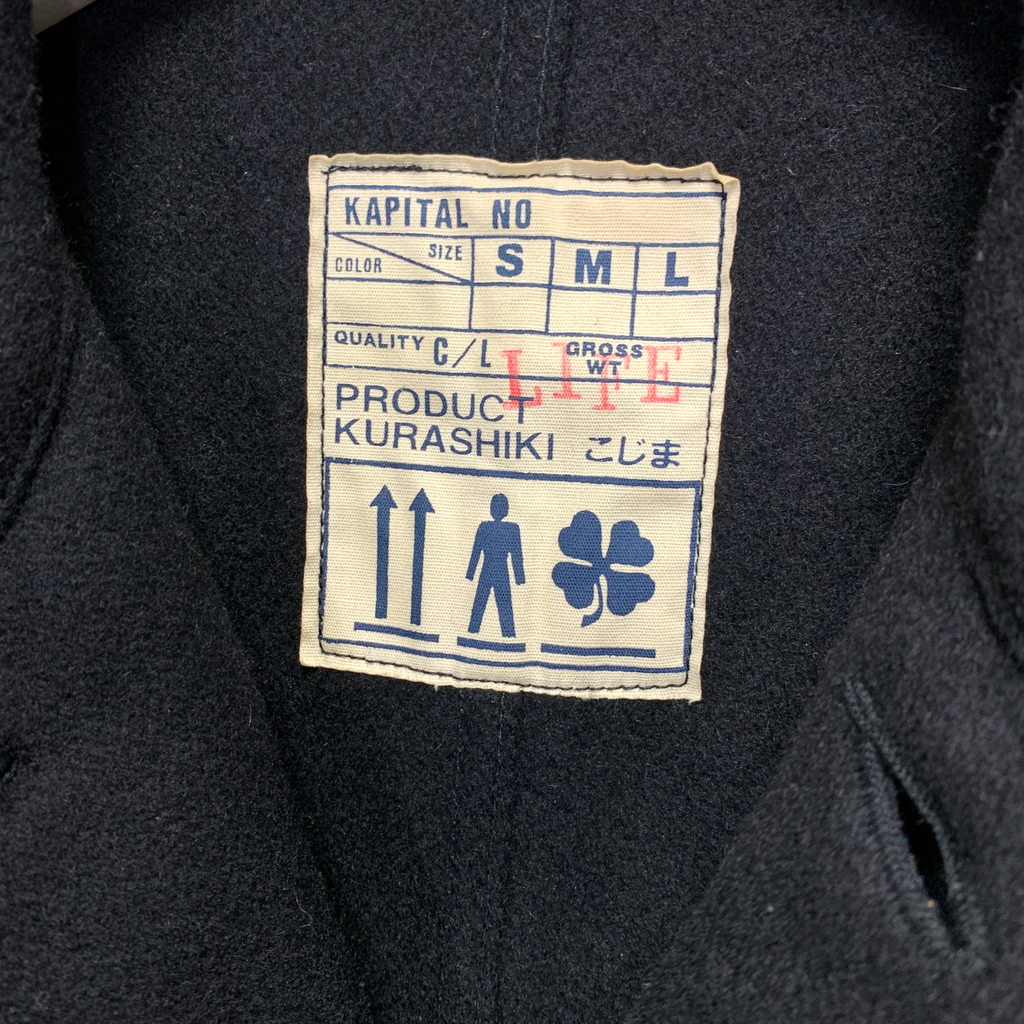 KAPITAL NO
SIZE S M L
COLOR
QUALITY C/L GROSS WT
LIFE
PRODUCT
KURASHIKI こじま